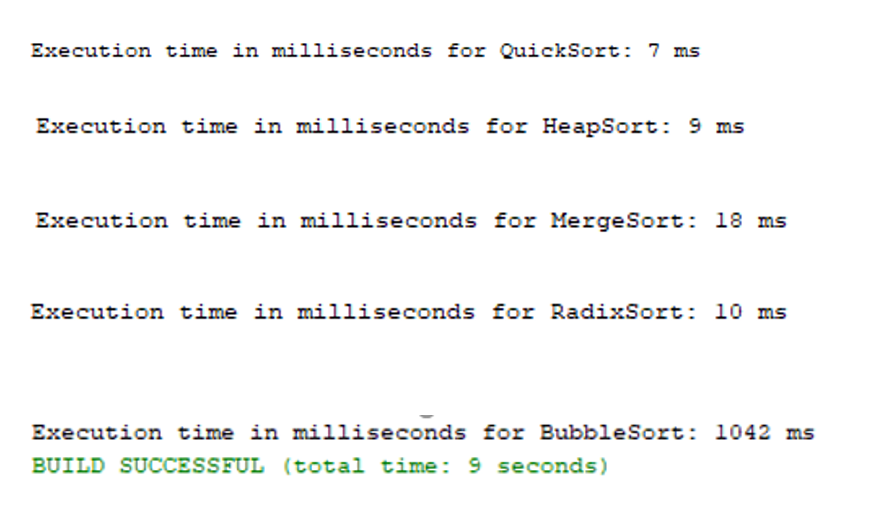 Execution time in milliseconds for QuickSort: 7 ms
Execution time in milliseconds for HeapSort: 9 ms
Execution time in milliseconds for MergeSort: 18 ms
Execution time in milliseconds for RadixSort: 10 ms
Execution time in milliseconds for BubbleSort: 1042 ms
BUILD SUCCESSFUL (total time: 9 seconds)